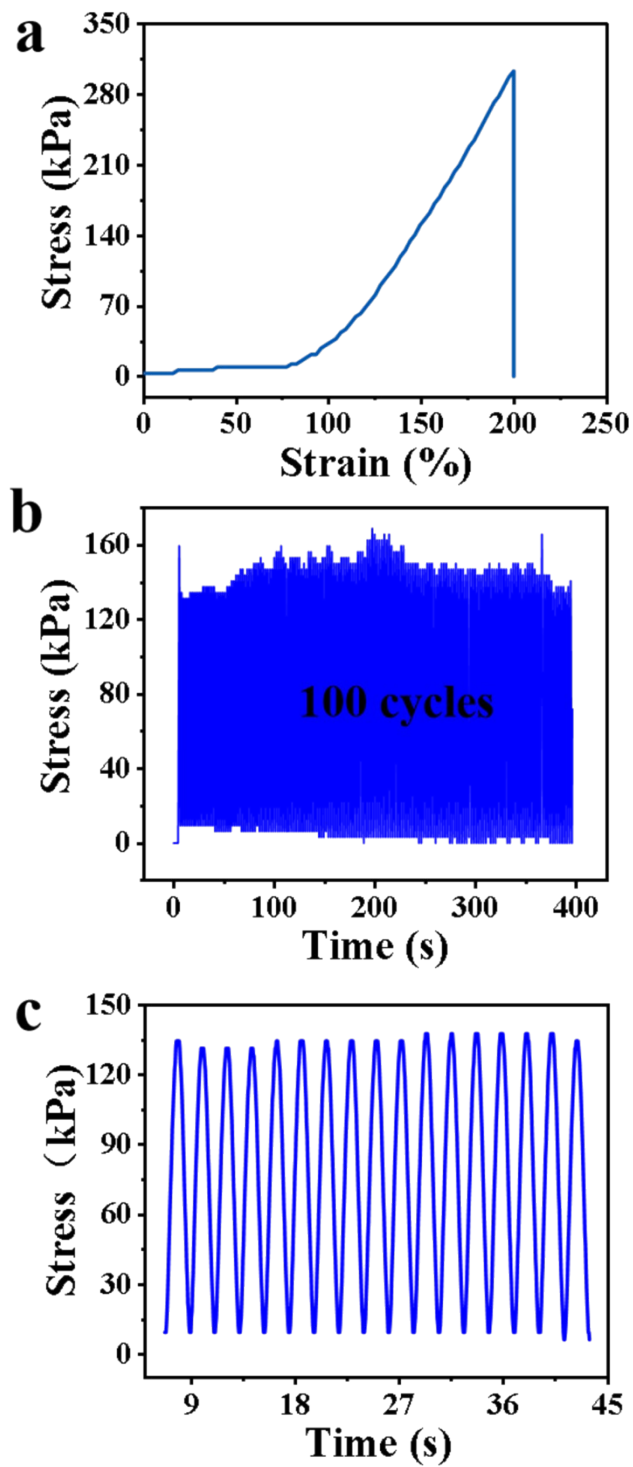 a
Stress (kPa)
350
280
210
140
70
0
0 50 100 150 200 250
Strain (%)
b
Stress (kPa)
160
120
80
40
0
100 cycles
0 100 200 300 400
Time (s)
c
Stress（kPa)
150
120
90
60
30
0
9 18 27 36 45
Time (s)